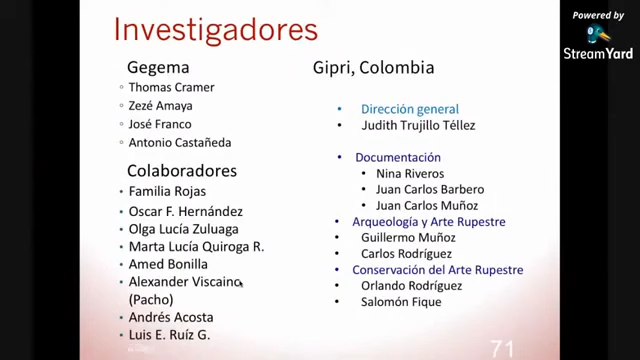 Investigadores
Gegema
Thomas Cramer
Zezé Amaya
José Franco
Antonio Castañeda
Colaboradores
Familia Rojas
Oscar F. Hernández
Olga Lucía Zuluaga
Marta Lucía Quiroga R.
Amed Bonilla
Alexander Viscaino
(Pacho)
Andrés Acosta
Luis E. Ruíz G.
Gipri, Colombia
Dirección general
Judith Trujillo Téllez
Documentación
Nina Riveros
Juan Carlos Barbero
Juan Carlos Muñoz
Arqueología y Arte Rupestre
Guillermo Muñoz
Carlos Rodríguez
Conservación del Arte Rupestre
Orlando Rodríguez
Salomón Fique
71
Powered by
StreamYard